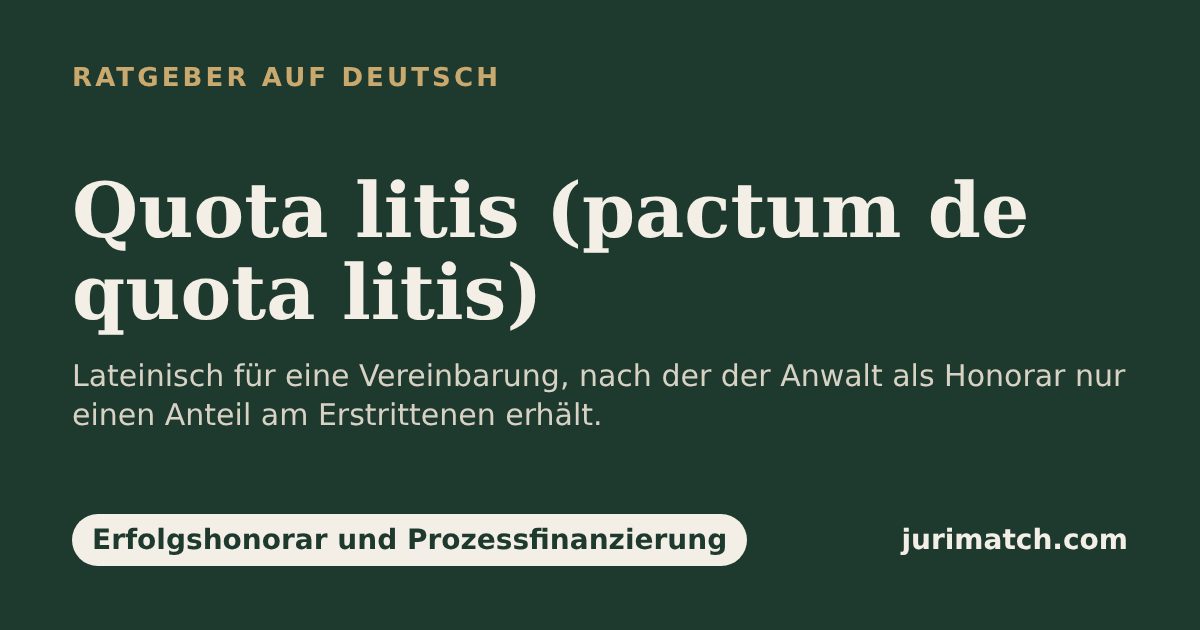 RATGEBER AUF DEUTSCH
Quota litis (pactum de
quota litis)
Lateinisch für eine Vereinbarung, nach der der Anwalt als Honorar nur
einen Anteil am Erstrittenen erhält.
Erfolgshonorar und Prozessfinanzierung
jurimatch.com